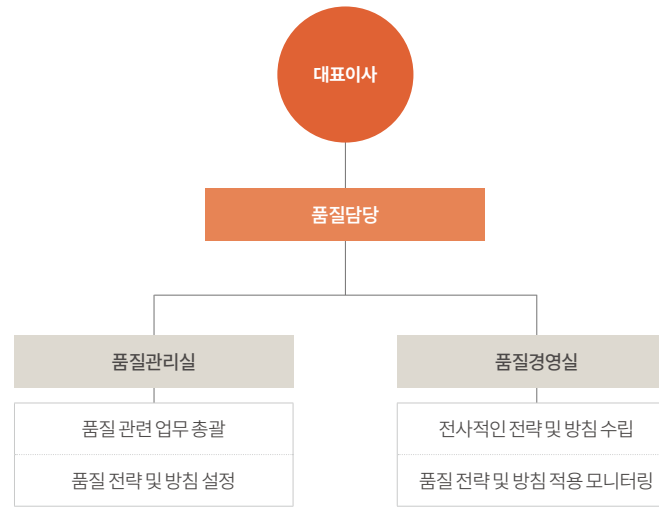 대표이사
품질담당
품질관리실
품질 관련 업무 총괄
품질 전략 및 방침 설정
품질경영실
전사적인 전략 및 방침 수립
품질 전략 및 방침 적용 모니터링